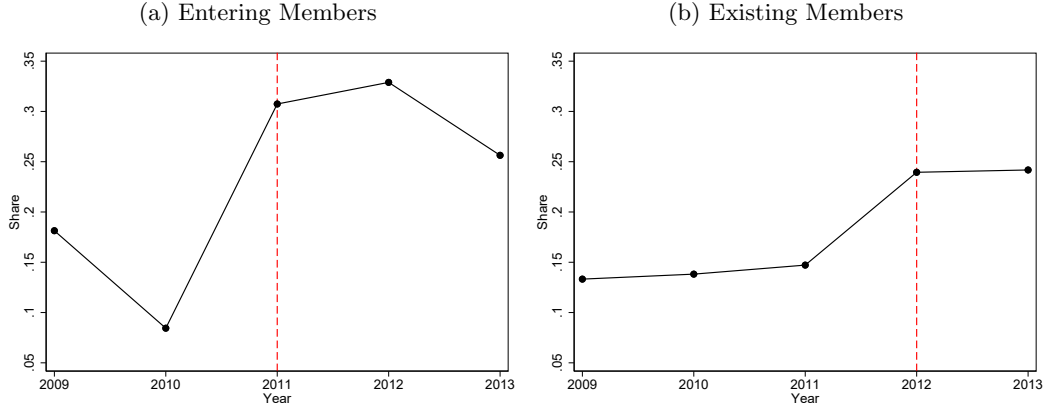 (a) Entering Members
Share
.35
.3
.25
.2
.15
.1
.05
2009 2010 2011 2012 2013
Year
(b) Existing Members
Share
.35
.3
.25
.2
.15
.1
.05
2009 2010 2011 2012 2013
Year